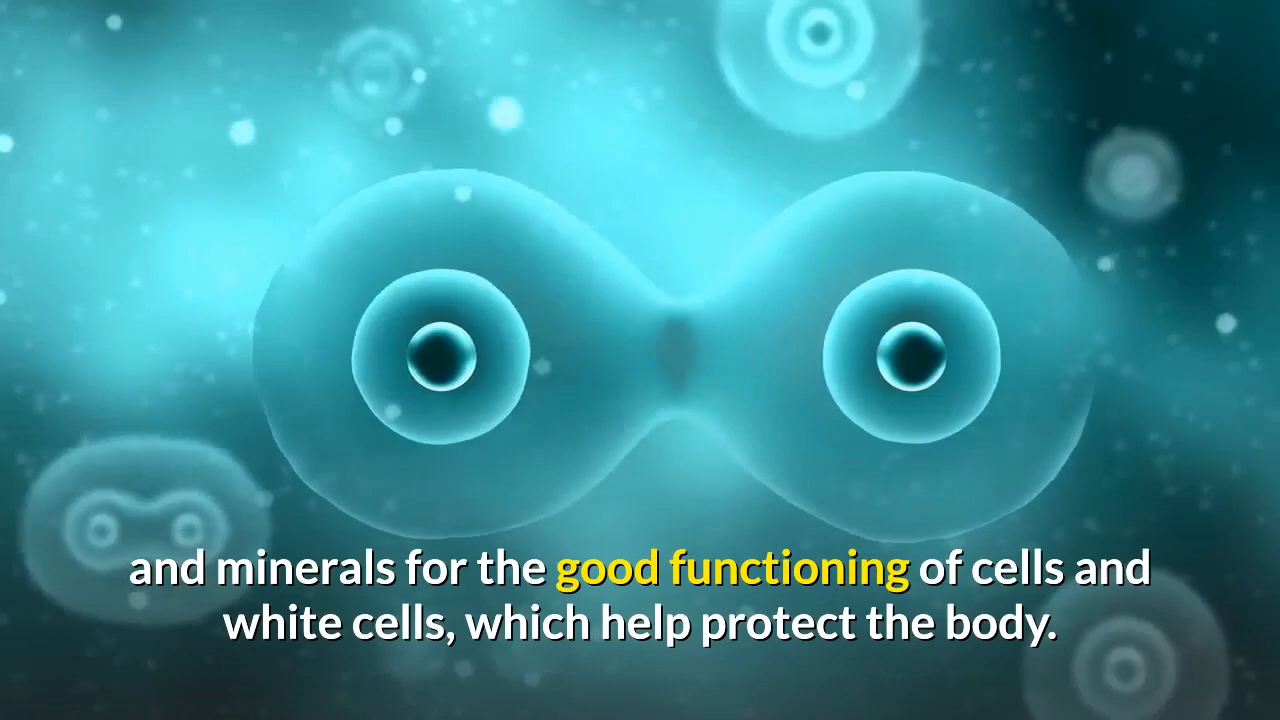 and minerals for the good functioning of cells and
white cells, which help protect the body.